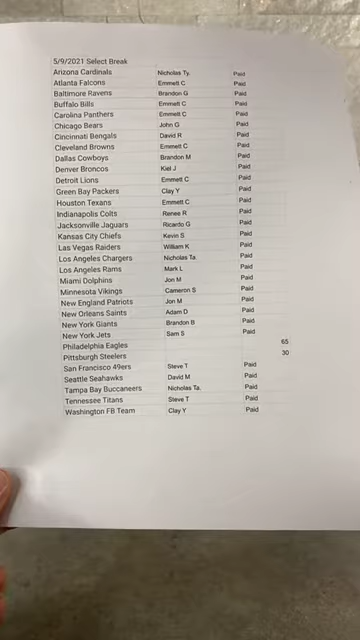 5/9/2021 Select Break
Arizona Cardinals Nicholas Ty. Paid
Atlanta Falcons Emmett C Paid
Baltimore Ravens Brandon G Paid
Buffalo Bills Emmett C Paid
Carolina Panthers Emmett C Paid
Chicago Bears John G Paid
Cincinnati Bengals David R Paid
Cleveland Browns Emmett C Paid
Dallas Cowboys Brandon M Paid
Denver Broncos Kiel J Paid
Detroit Lions Emmett C Paid
Green Bay Packers Clay Y Paid
Houston Texans Emmett C Paid
Indianapolis Colts Renee R Paid
Jacksonville Jaguars Ricardo G Paid
Kansas City Chiefs Kevin S Paid
Las Vegas Raiders William K Paid
Los Angeles Chargers Nicholas Ta. Paid
Los Angeles Rams Mark L Paid
Miami Dolphins Jon M Paid
Minnesota Vikings Cameron S Paid
New England Patriots Jon M Paid
New Orleans Saints Adam D Paid
New York Giants Brandon B Paid
New York Jets Sam S Paid
Philadelphia Eagles 65
Pittsburgh Steelers 30
San Francisco 49ers Steve T Paid
Seattle Seahawks David M Paid
Tampa Bay Buccaneers Nicholas Ta. Paid
Tennessee Titans Steve T Paid
Washington FB Team Clay Y Paid